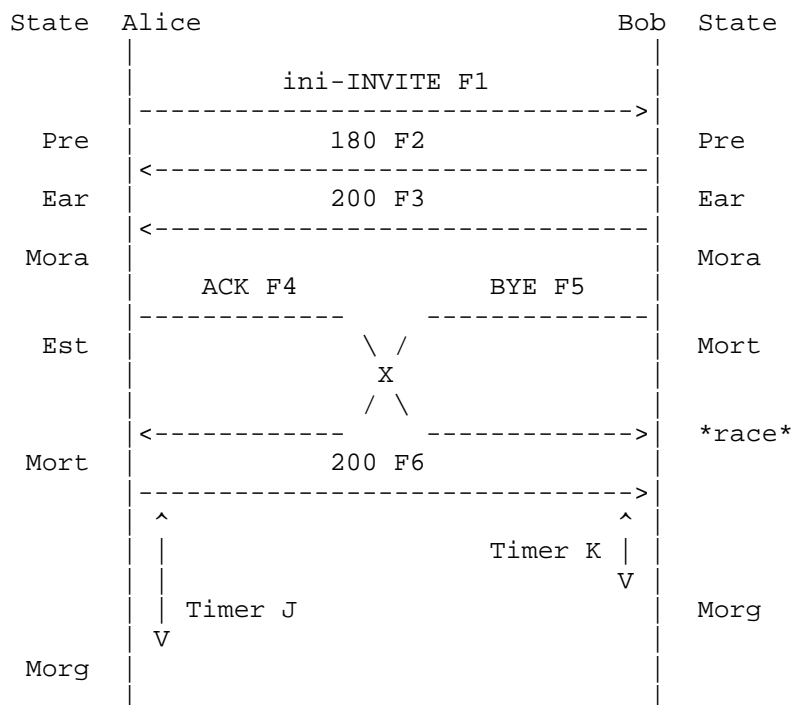 State Alice Bob State
ini-INVITE F1
Pre 180 F2 Pre
Ear 200 F3 Ear
Mora Mora
ACK F4 BYE F5
Est \ / Mort
X
/ \
*race*
Mort 200 F6
^ ^
Timer K
V
Timer J Morg
V
Morg